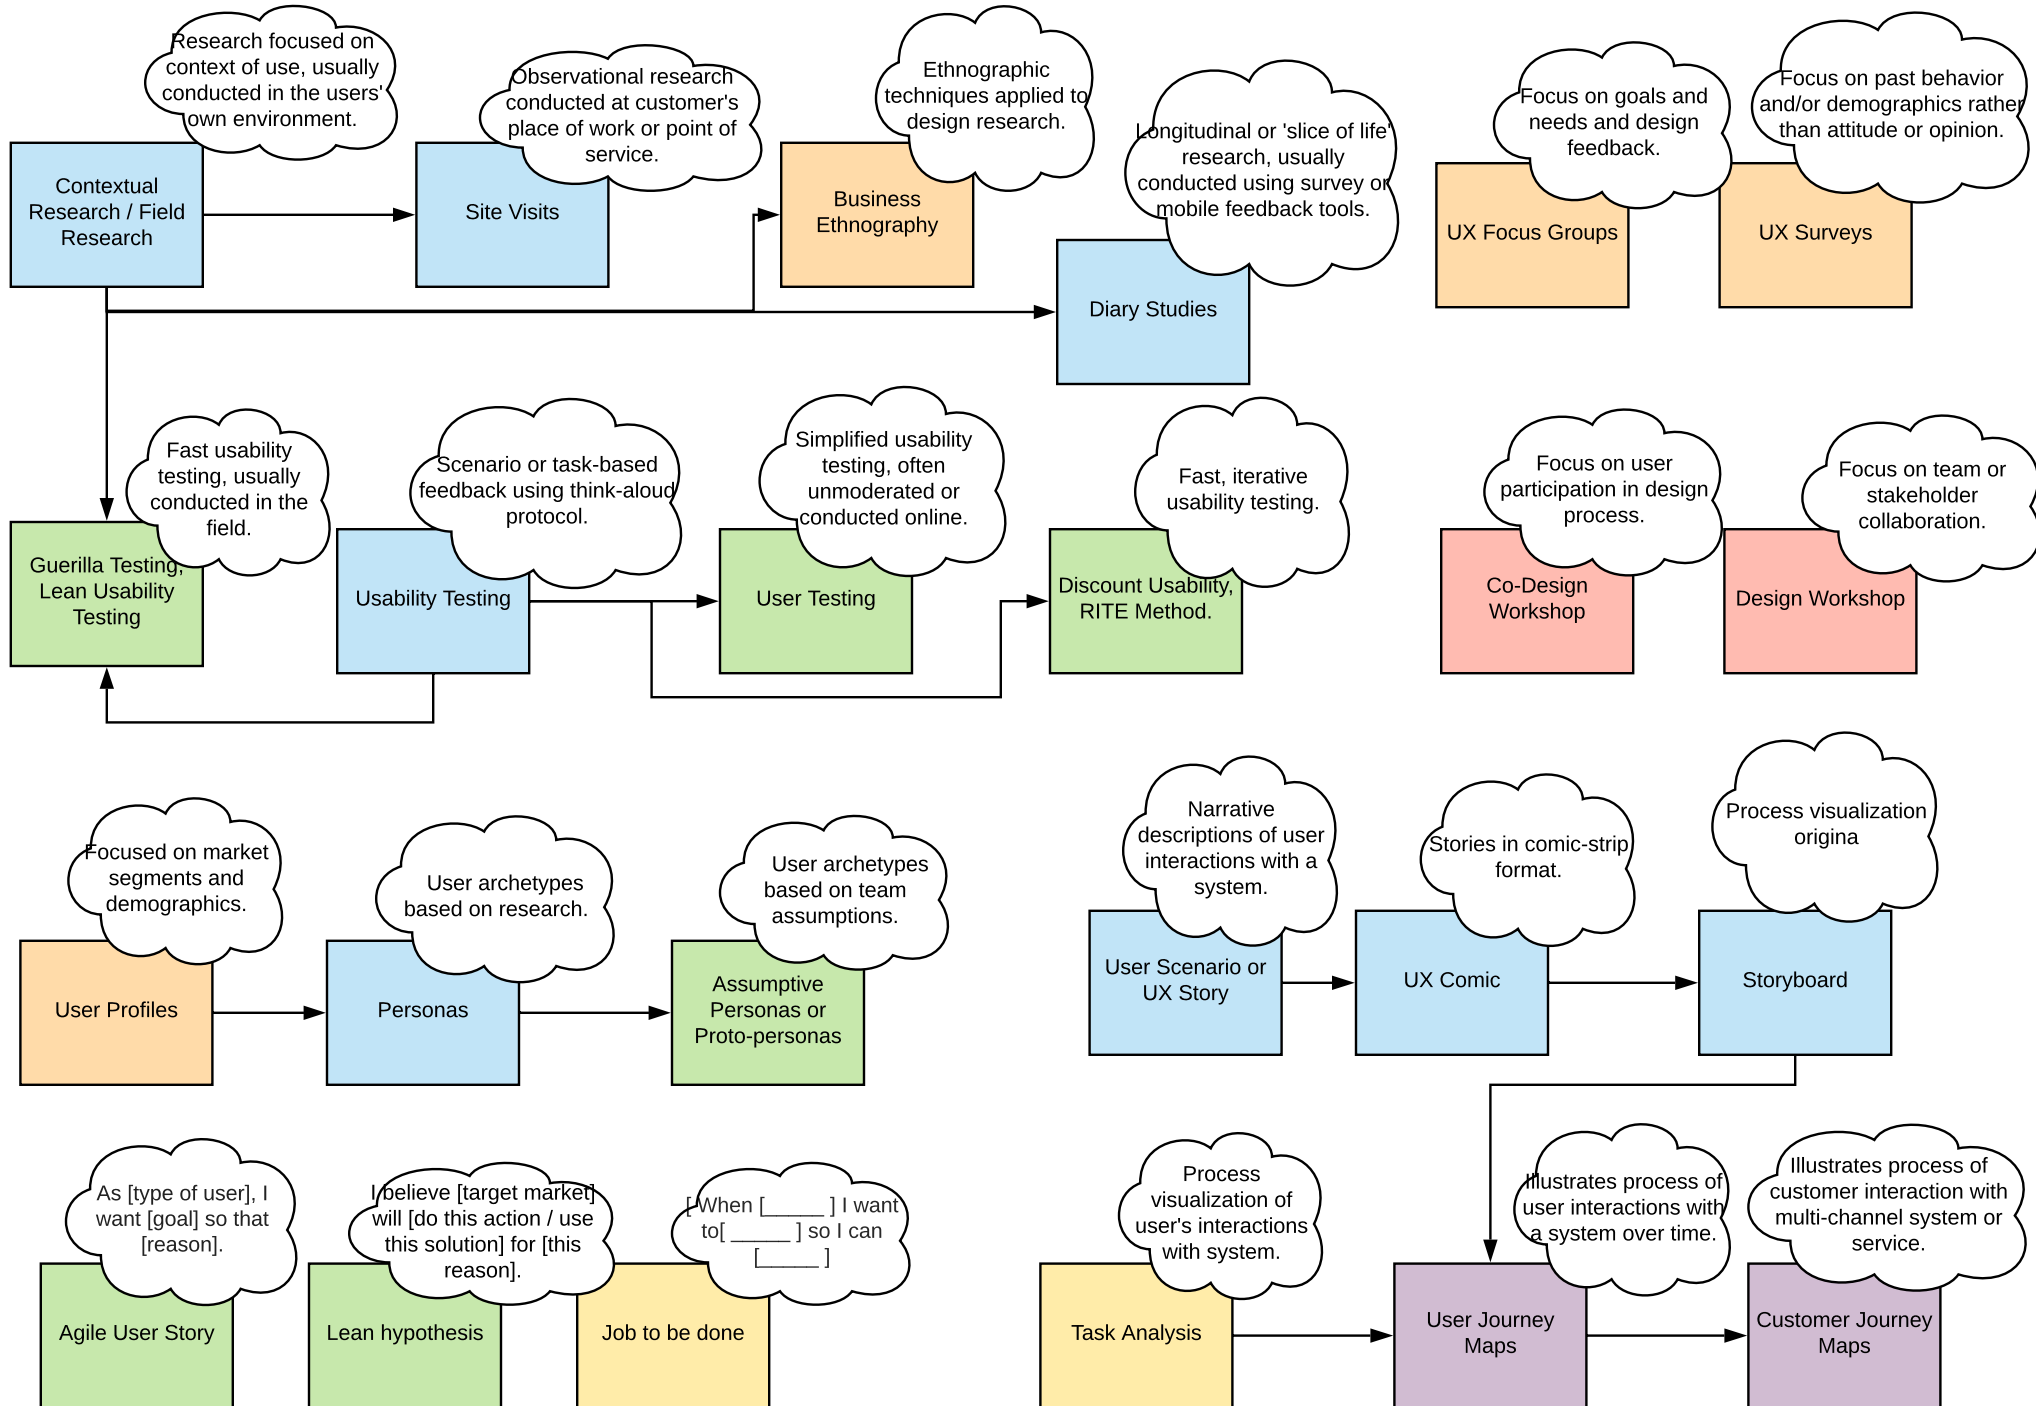 Research focused on
context of use, usually
conducted in the users'
own environment.
Contextual
Research / Field
Research
Observational research
conducted at customer's
place of work or point of
service.
Site Visits
Ethnographic
techniques applied to
design research.
Business
Ethnography
Longitudinal or 'slice of life'
research, usually
conducted using survey or
mobile feedback tools.
Diary Studies
Focus on goals and
needs and design
feedback.
UX Focus Groups
Focus on past behavior
and/or demographics rather
than attitude or opinion.
UX Surveys
Fast usability
testing, usually
conducted in the
field.
Guerilla Testing,
Lean Usability
Testing
Scenario or task-based
feedback using think-aloud
protocol.
Usability Testing
Simplified usability
testing, often
unmoderated or
conducted online.
User Testing
Fast, iterative
usability testing.
Discount Usability,
RITE Method.
Focus on user
participation in design
process.
Co-Design
Workshop
Focus on team or
stakeholder
collaboration.
Design Workshop
Focused on market
segments and
demographics.
User Profiles
User archetypes
based on research.
Personas
User archetypes
based on team
assumptions.
Assumptive
Personas or
Proto-personas
Narrative
descriptions of user
interactions with a
system.
User Scenario or
UX Story
Stories in comic-strip
format.
UX Comic
Process visualization
origina
Storyboard
As [type of user], I
want [goal] so that
[reason].
Agile User Story
I believe [target market]
will [do this action / use
this solution] for [this
reason].
Lean hypothesis
[ When [_____ ] I want
to[ _____ ] so I can
[_____ ]
Job to be done
Process
visualization of
user's interactions
with system.
Task Analysis
Illustrates process of
user interactions with
a system over time.
User Journey
Maps
Illustrates process of
customer interaction with
multi-channel system or
service.
Customer Journey
Maps